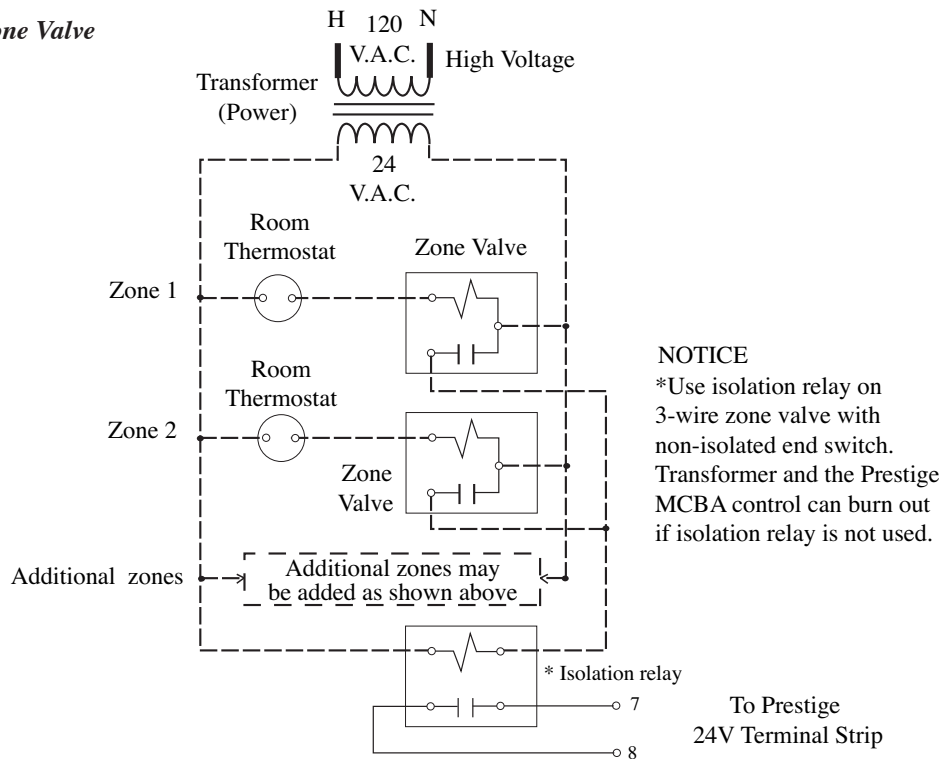 H 120 N
one Valve
V.A.C.
High Voltage
Transformer
(Power)
24
V.A.C.
Room
Thermostat
Zone Valve
Zone 1
NOTICE
*Use isolation relay on
3-wire zone valve with
non-isolated end switch.
Transformer and the Prestige
MCBA control can burn out
if isolation relay is not used.
Room
Thermostat
Zone 2
Zone
Valve
Additional zones
Additional zones may
be added as shown above
* Isolation relay
7
To Prestige
24V Terminal Strip
8